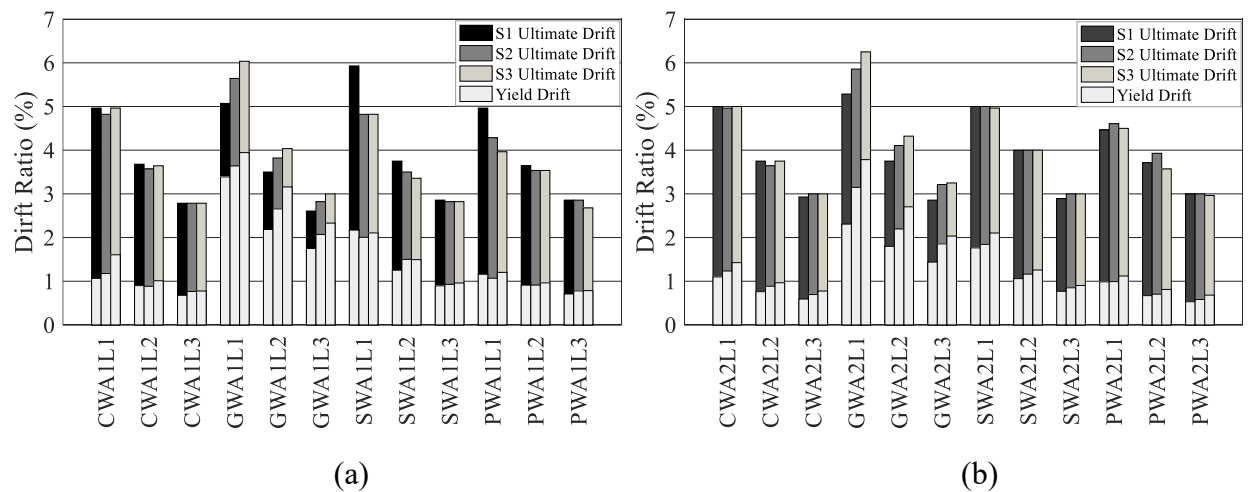 7
6
5
4
3
2
1
0
Dirft Ratio (%)
S1 Ultimate Drift
S2 Ultimate Drift
S3 Ultimate Drift
Yield Drift
CWA1L1
CWA1L2
CWA1L3
GWA1L1
GWA1L2
GWA1L3
SWA1L1
SWA1L2
SWA1L3
PWA1L1
PWA1L2
PWA1L3
(a)
7
6
5
4
3
2
1
0
Drift Ratio (%)
S1 Ultimate Drift
S2 Ultimate Drift
S3 Ultimate Drift
Yield Drift
CWA2L1
CWA2L2
CWA2L3
GWA2L1
GWA2L2
GWA2L3
SWA2L1
SWA2L2
SWA2L3
PWA2L1
PWA2L2
PWA2L3
(b)